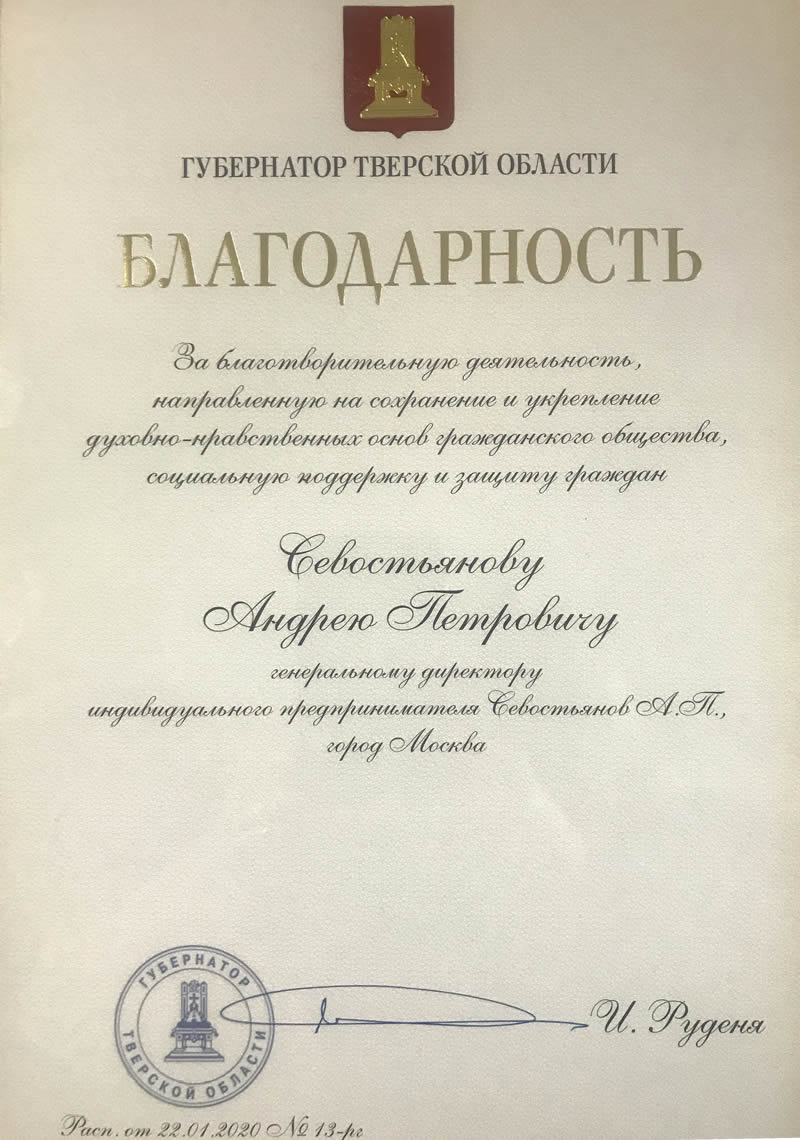 ГУБЕРНАТОР ТВЕРСКОЙ ОБЛАСТИ
БЛАГОДАРНОСТЬ
За благотворительную деятельность,
направленную на сохранение и укрепление
духовно-нравственных основ гражданского общества,
социальную поддержку и защиту граждан
Севостьянову
Андрею Петровичу
генеральному директору
индивидуального предпринимателя Севостьянов А.П.,
город Москва
ГУБЕРНАТОР
ТВЕРСКОЙ ОБЛАСТИ
И. Руденя
Расп. от 22.01.2020 № 13-рг